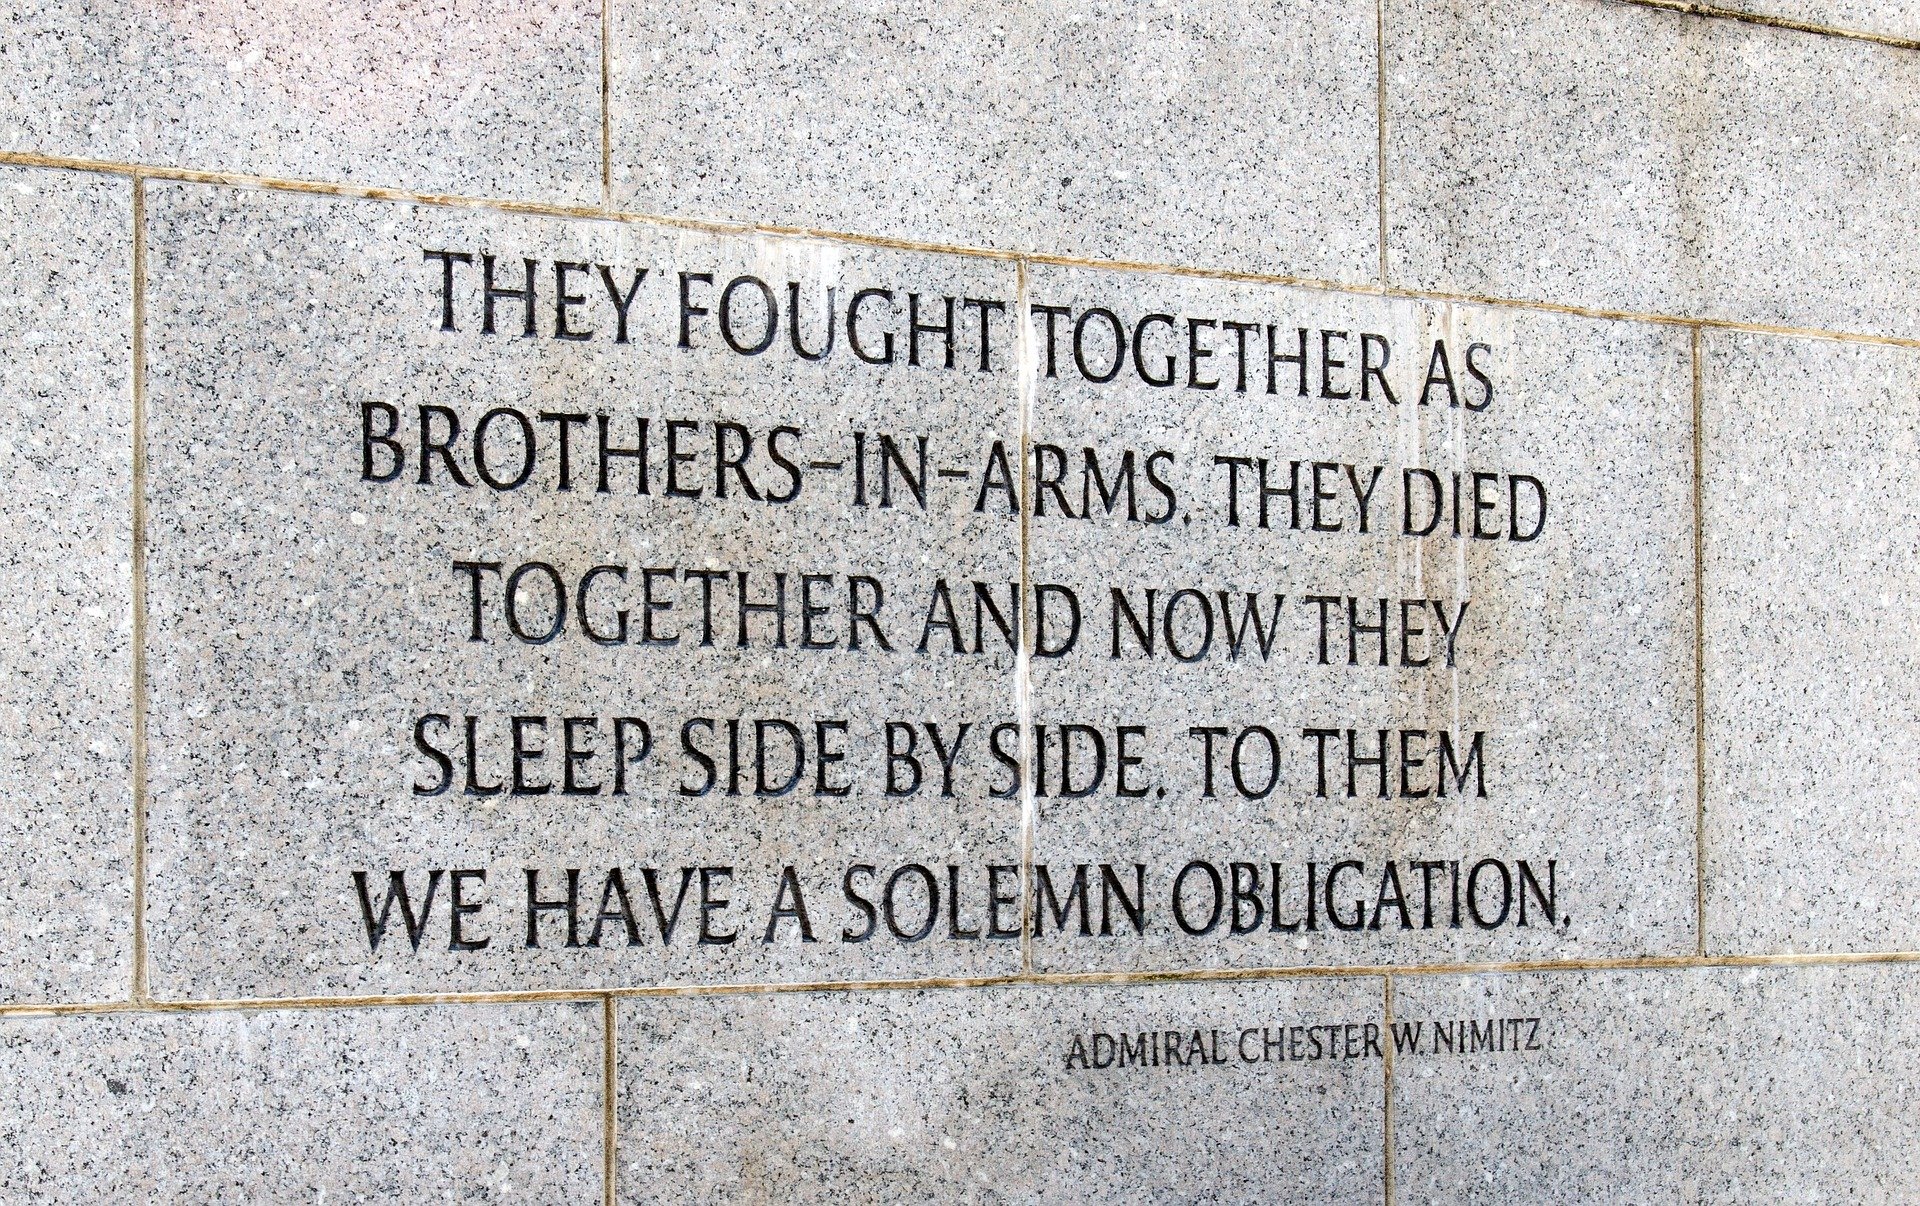 THEY FOUGHT TOGETHER AS
BROTHERS-IN-ARMS. THEY DIED
TOGETHER AND NOW THEY
SLEEP SIDE BY SIDE. TO THEM
WE HAVE A SOLEMN OBLIGATION.
ADMIRAL CHESTER W. NIMITZ